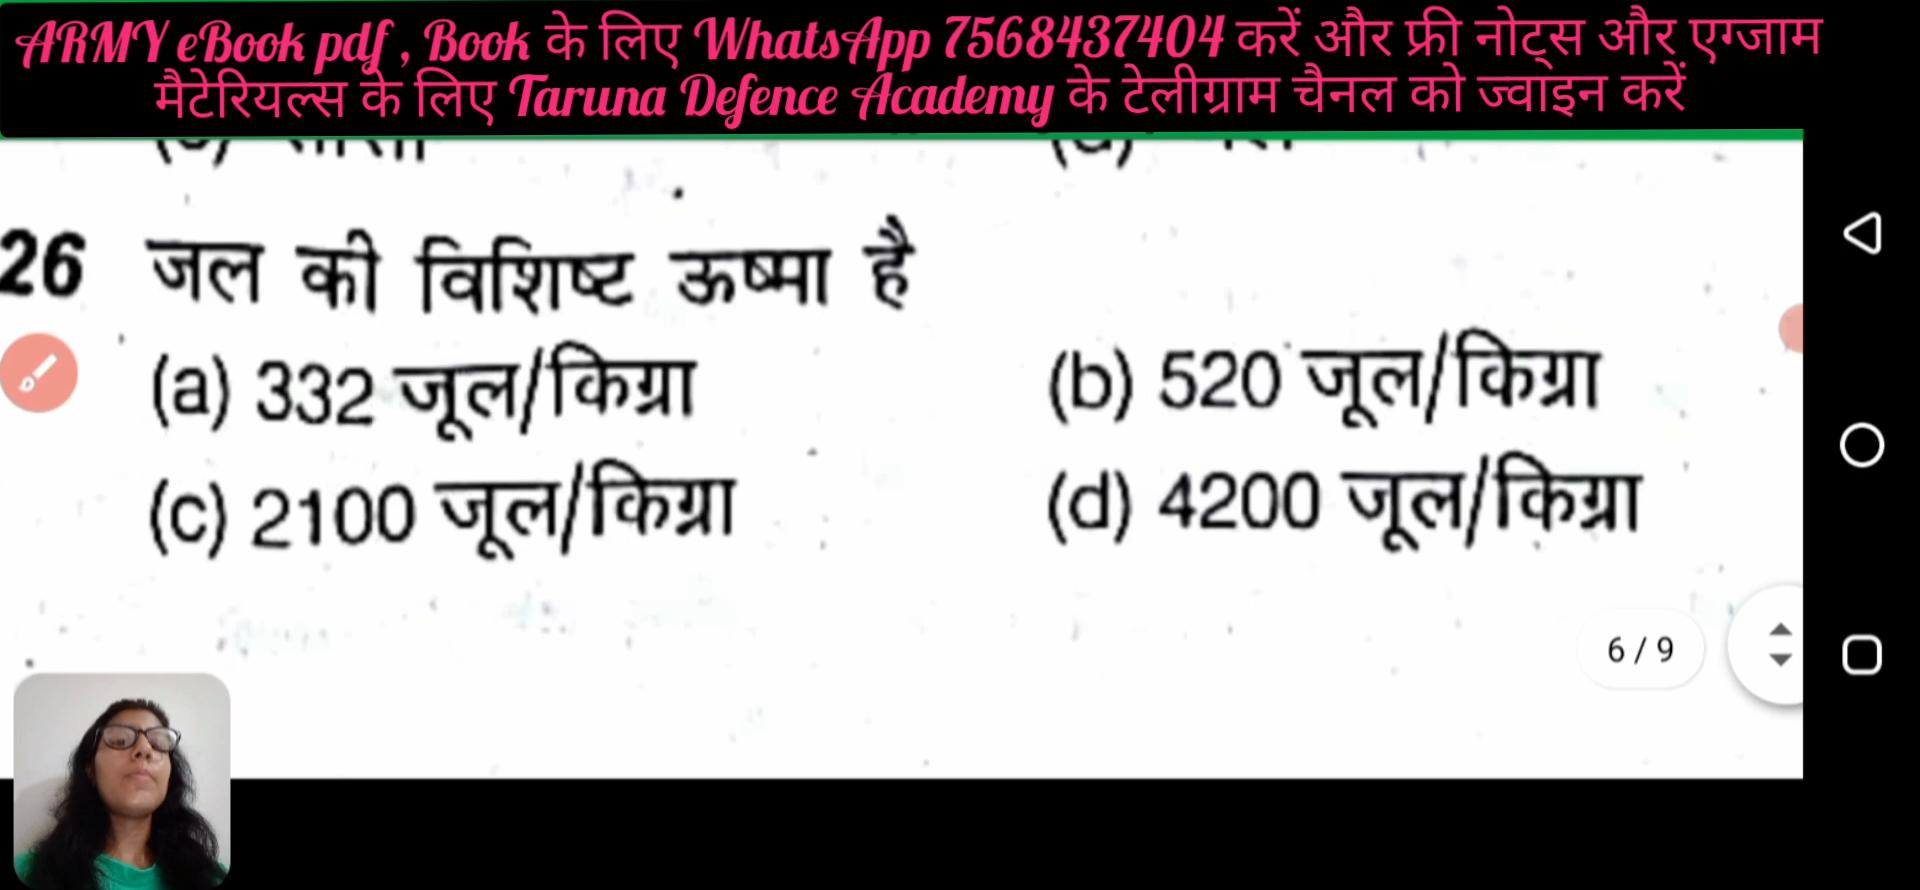 ARMY eBook pdf , Book के लिए WhatsApp 7568437404 करें और फ्री नोट्स और एग्जाम
मैटेरियल्स के लिए Taruna Defence Academy के टेलीग्राम चैनल को ज्वाइन करें
26 जल की विशिष्ट ऊष्मा है
(a) 332 जूल/किग्रा (b) 520 जूल/किग्रा
(c) 2100 जूल/किग्रा (d) 4200 जूल/किग्रा
6 / 9